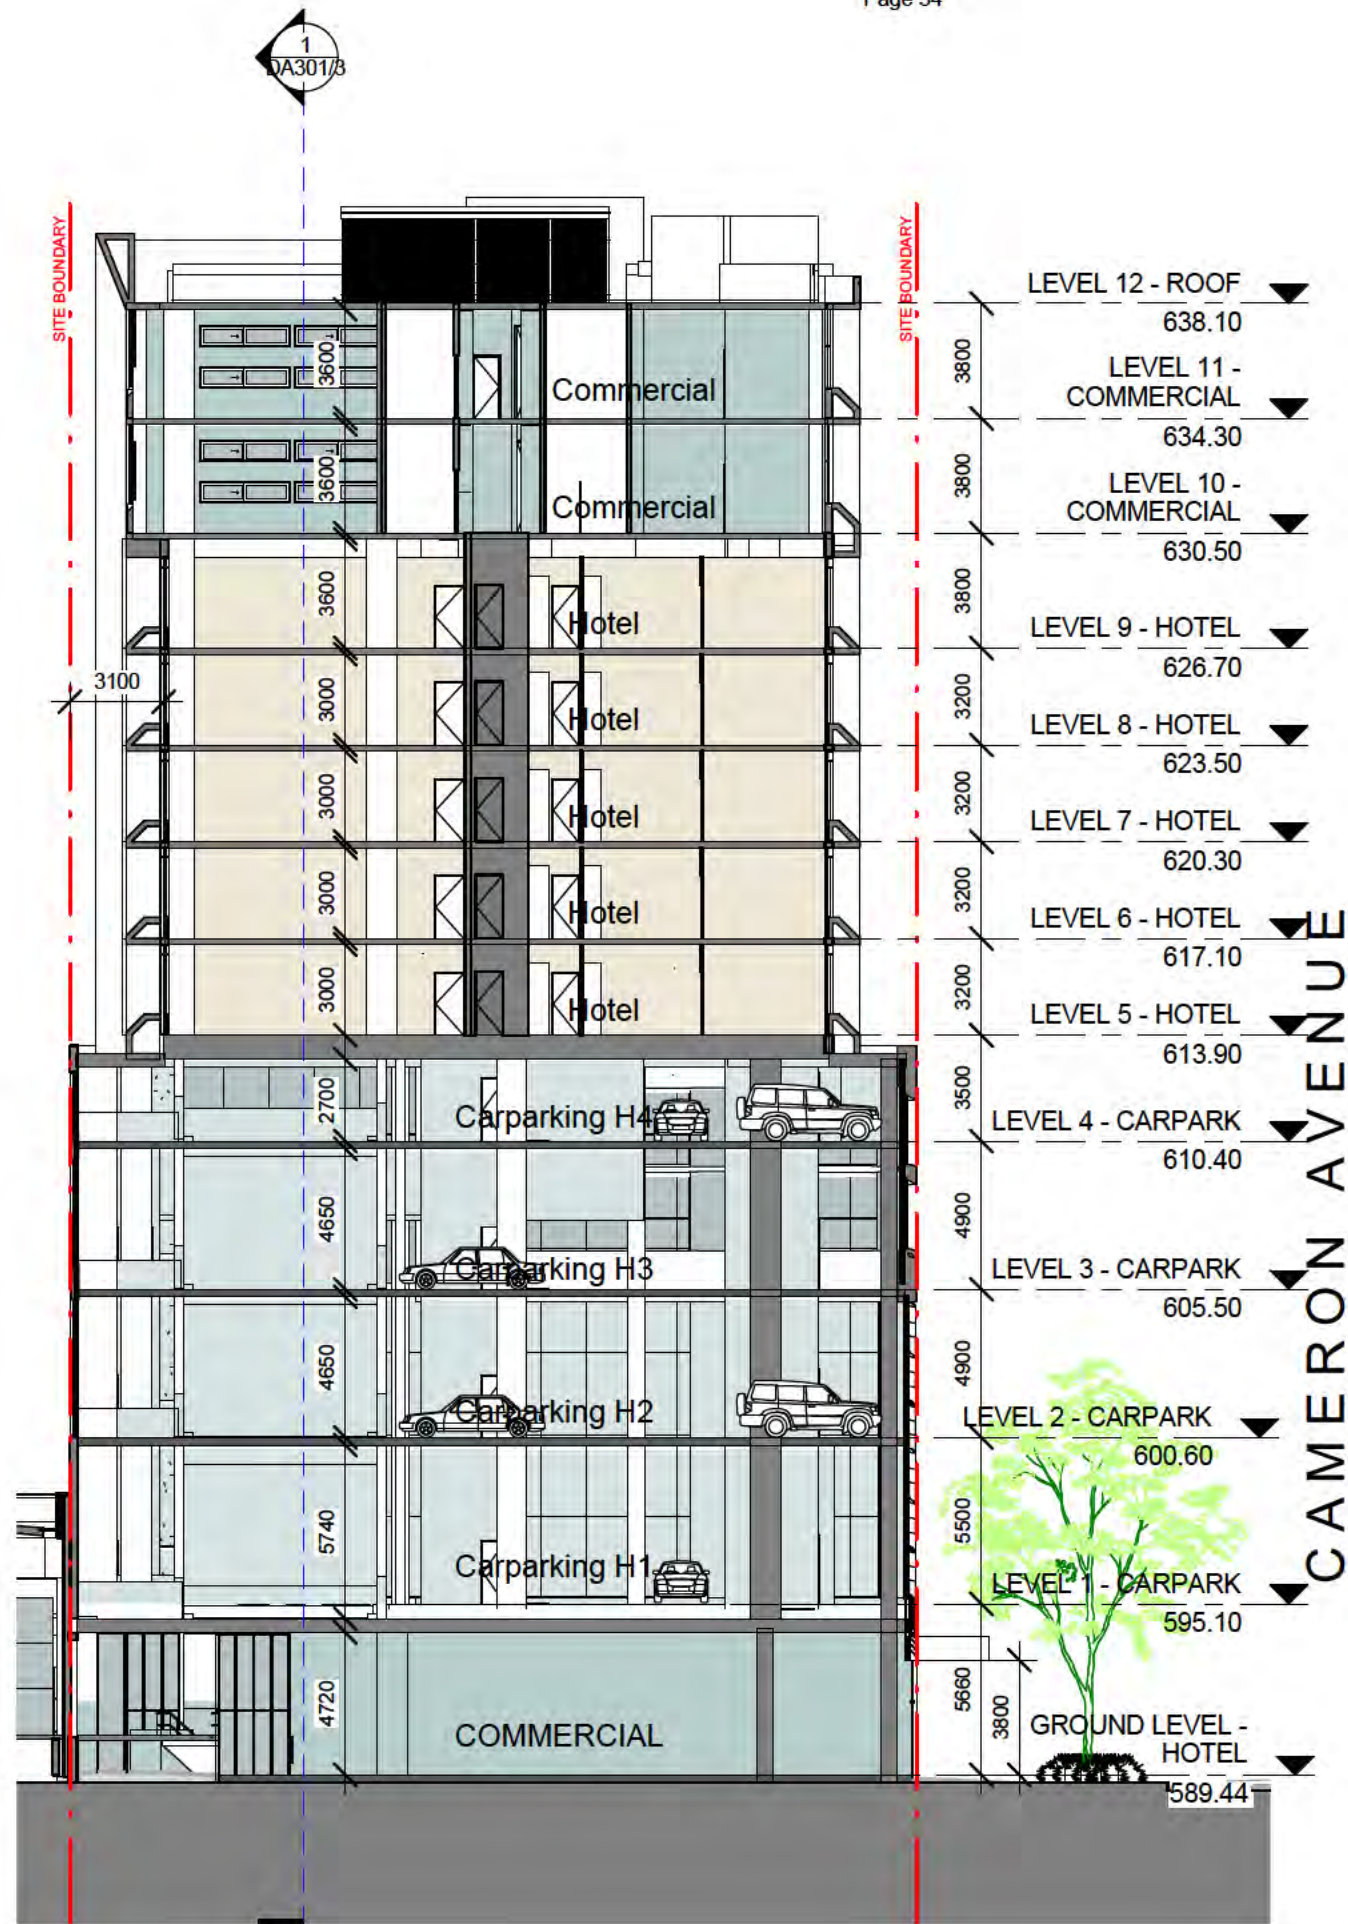 Page 54
1
DA301/3
SITE BOUNDARY
SITE BOUNDARY
LEVEL 12 - ROOF
638.10
3600
Commercial
3800
LEVEL 11 -
COMMERCIAL
634.30
3600
Commercial
3800
LEVEL 10 -
COMMERCIAL
630.50
3600
Hotel
3800
LEVEL 9 - HOTEL
626.70
3100
3000
Hotel
3200
LEVEL 8 - HOTEL
623.50
3000
Hotel
3200
LEVEL 7 - HOTEL
620.30
3000
Hotel
3200
LEVEL 6 - HOTEL
617.10
3000
Hotel
3200
LEVEL 5 - HOTEL
613.90
2700
Carparking H4
3500
LEVEL 4 - CARPARK
610.40
4650
Carparking H3
4900
LEVEL 3 - CARPARK
605.50
4650
Carparking H2
4900
LEVEL 2 - CARPARK
600.60
5740
Carparking H1
5500
LEVEL 1 - CARPARK
595.10
4720
COMMERCIAL
5660
3800
GROUND LEVEL -
HOTEL
589.44
CAMERON AVENUE